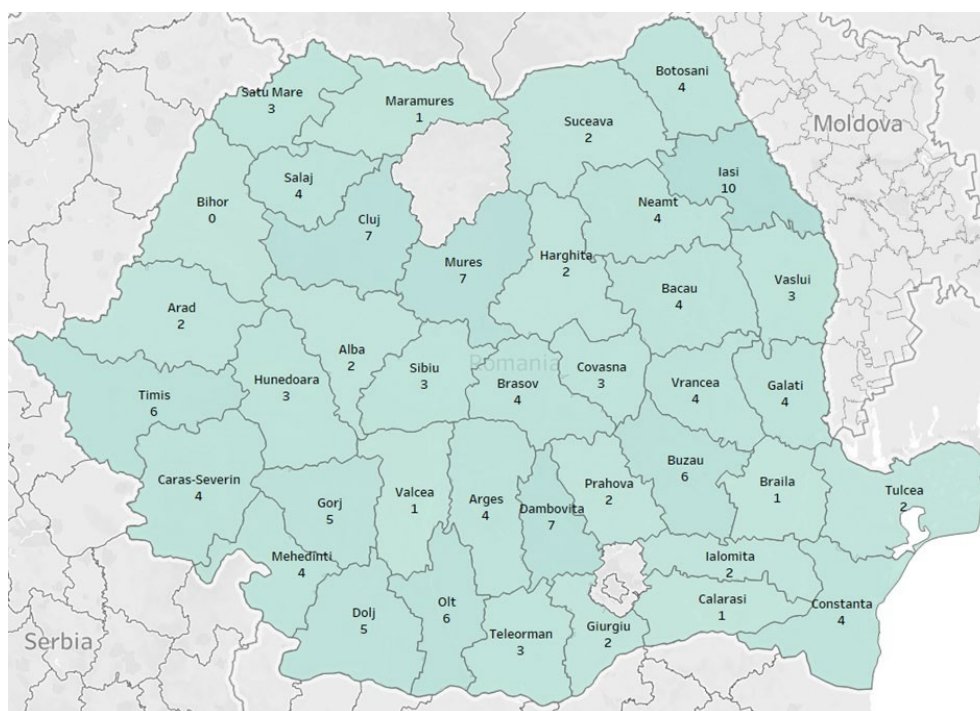 Botosani
4
Satu Mare
3
Maramures
1
Suceava
2
Moldova
Iasi
10
Salaj
4
Bihor
0
Neamt
4
Cluj
7
Mures
7
Harghita
2
Vaslui
3
Bacau
4
Arad
2
Alba
2
Romania
Sibiu
3
Covasna
3
Hunedoara
3
Brasov
4
Vrancea
4
Galati
4
Timis
6
Buzau
6
Caras-Severin
4
Prahova
2
Braila
1
Tulcea
2
Valcea
1
Arges
4
Gorj
5
Dambovita
7
Mehedinti
4
Ialomita
2
Calarasi
1
Constanta
4
Olt
6
Dolj
5
Giurgiu
2
Teleorman
3
Serbia